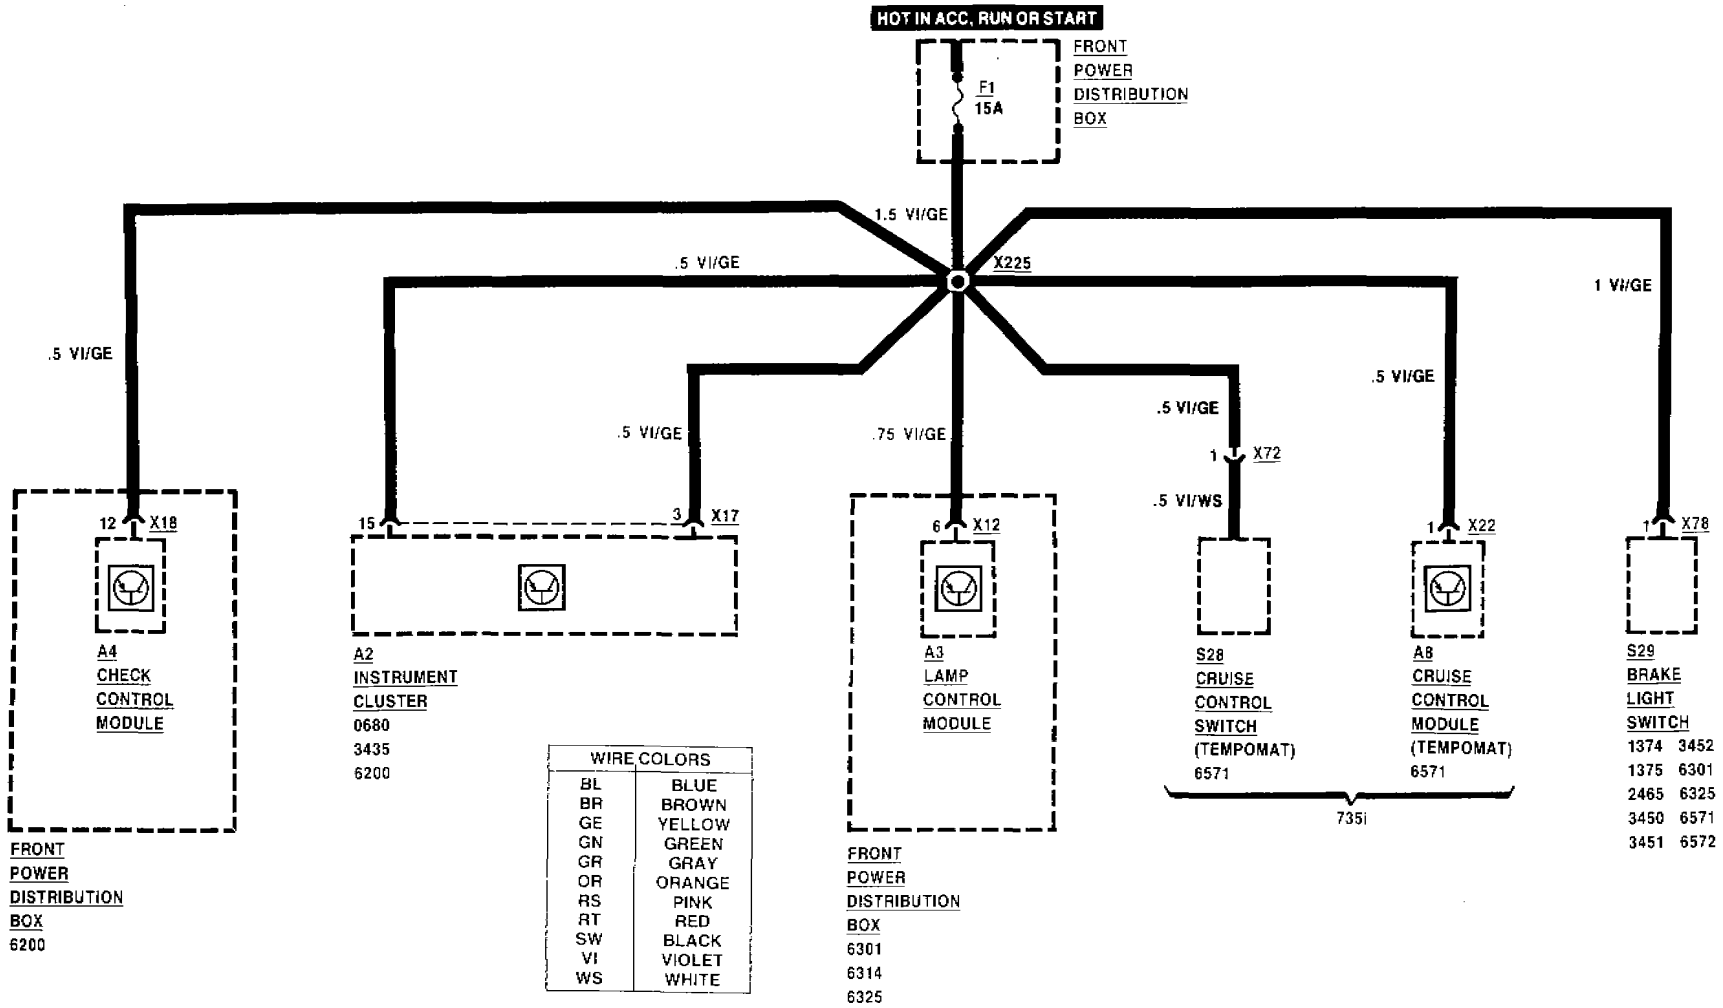 HOT IN ACC, RUN OR START
FRONT
POWER
DISTRIBUTION
BOX
F1
15A
1.5 VI/GE
X225
.5 VI/GE
1 VI/GE
.5 VI/GE
.5 VI/GE
.5 VI/GE
.5 VI/GE
.75 VI/GE
1 X72
.5 VI/WS
12 X18
15
3 X17
6 X12
1 X22
1 X78
A4
CHECK
CONTROL
MODULE
FRONT
POWER
DISTRIBUTION
BOX
6200
A2
INSTRUMENT
CLUSTER
0680
3435
6200
WIRE COLORS
BL BLUE
BR BROWN
GE YELLOW
GN GREEN
GR GRAY
OR ORANGE
RS PINK
RT RED
SW BLACK
VI VIOLET
WS WHITE
A3
LAMP
CONTROL
MODULE
FRONT
POWER
DISTRIBUTION
BOX
6301
6314
6325
S28
CRUISE
CONTROL
SWITCH
(TEMPOMAT)
6571
A8
CRUISE
CONTROL
MODULE
(TEMPOMAT)
6571
735i
S29
BRAKE
LIGHT
SWITCH
1374 3452
1375 6301
2465 6325
3450 6571
3451 6572